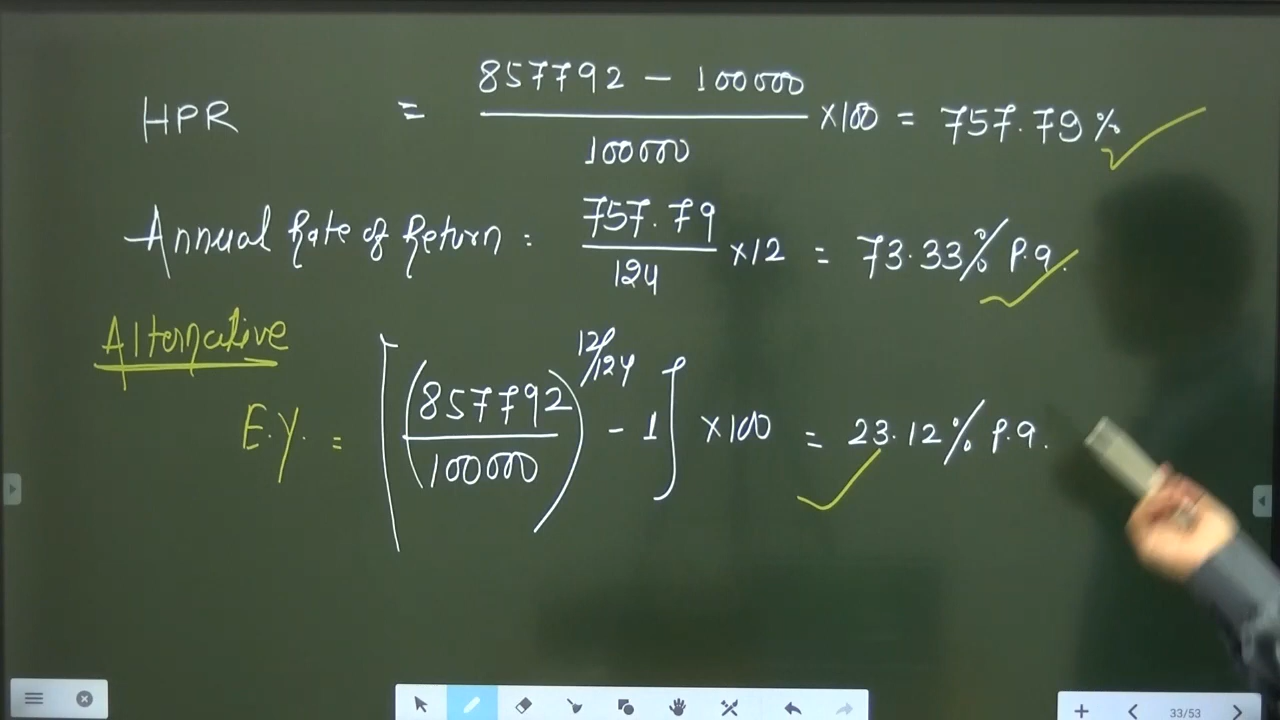 HPR = 857792 - 100000 / 100000 ×100 = 757.79%
Annual Rate of Return: 757.79 / 124 ×12 = 73.33% P.a.
Alternative
E.Y. = [(857792 / 100000)^12/124 - 1] ×100 = 23.12% P.a.
33/53